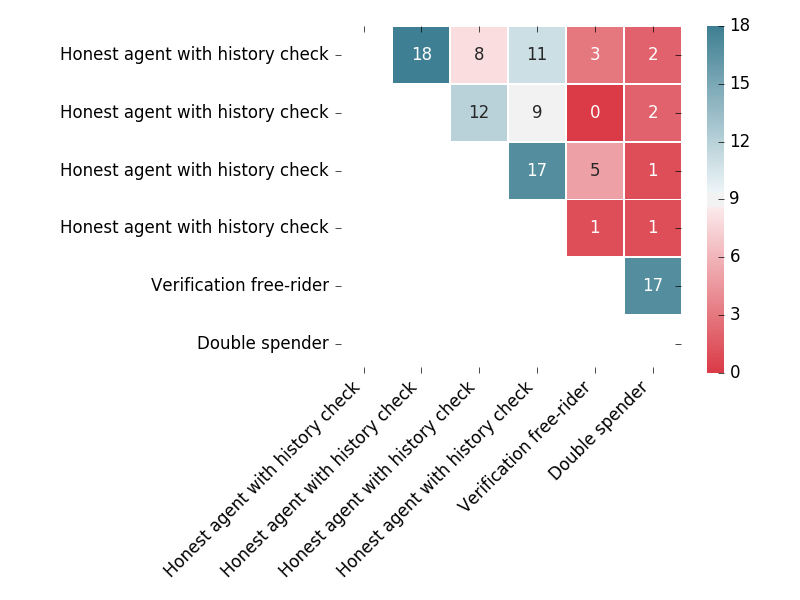 Honest agent with history check 18 8 11 3 2
Honest agent with history check 12 9 0 2
Honest agent with history check 17 5 1
Honest agent with history check 1 1
Verification free-rider 17
Double spender
18
15
12
9
6
3
0
Honest agent with history check
Honest agent with history check
Honest agent with history check
Honest agent with history check
Verification free-rider
Double spender